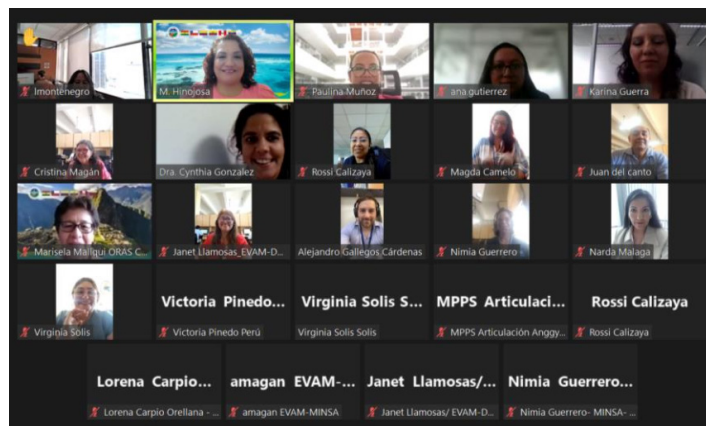 lmontenegro
M. Hinojosa
Paulina Muñoz
ana.gutierrez
Karina Guerra
Cristina Magán
Dra. Cynthia Gonzalez
Rossi Calizaya
Magda Camelo
Juan del canto
Marisela Mallqui ORAS C...
Janet Llamosas_EVAM-D...
Alejandro Gallegos Cárdenas
Nimia Guerrero -
Narda Malaga
Virginia Solis
Victoria Pinedo...
Victoria Pinedo Perú
Virginia Solis S...
Virginia Solis Solis
MPPS Articulaci...
MPPS Articulación Anggy...
Rossi Calizaya
Rossi Calizaya
Lorena Carpio...
Lorena Carpio Orellana - ...
amagan EVAM-...
amagan EVAM-MINSA
Janet Llamosas/...
Janet Llamosas/ EVAM-D...
Nimia Guerrero...
Nimia Guerrero- MINSA- ...